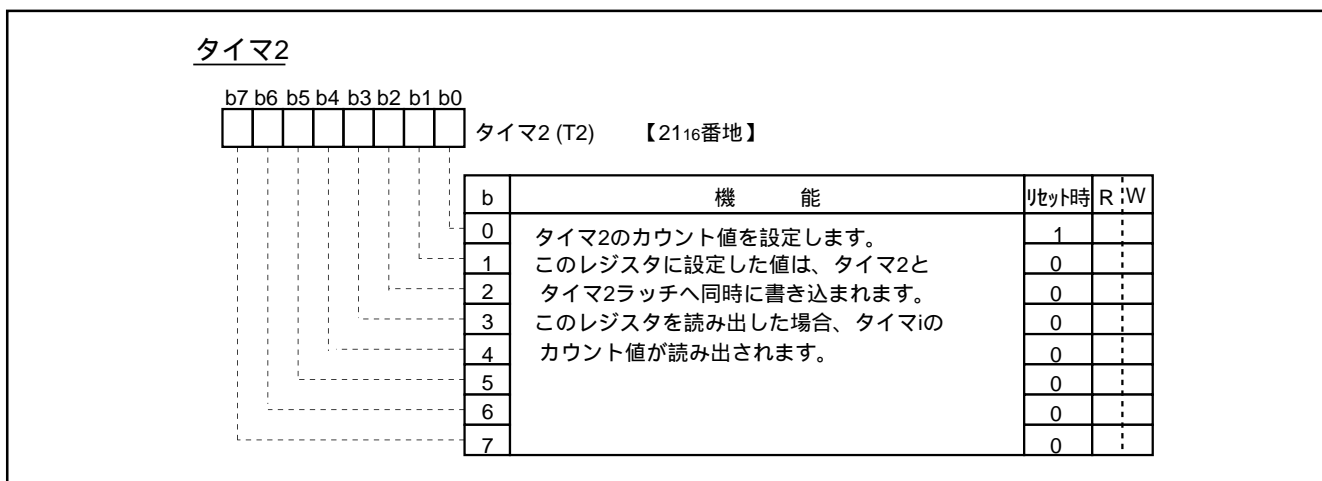 タイマ2
b7 b6 b5 b4 b3 b2 b1 b0
タイマ2 (T2) 【2116番地】
b 機 能 リセット時 R W
0 タイマ2のカウント値を設定します。 1
1 このレジスタに設定した値は、タイマ2と 0
2 タイマ2ラッチへ同時に書き込まれます。 0
3 このレジスタを読み出した場合、タイマiの 0
4 カウント値が読み出されます。 0
5 0
6 0
7 0